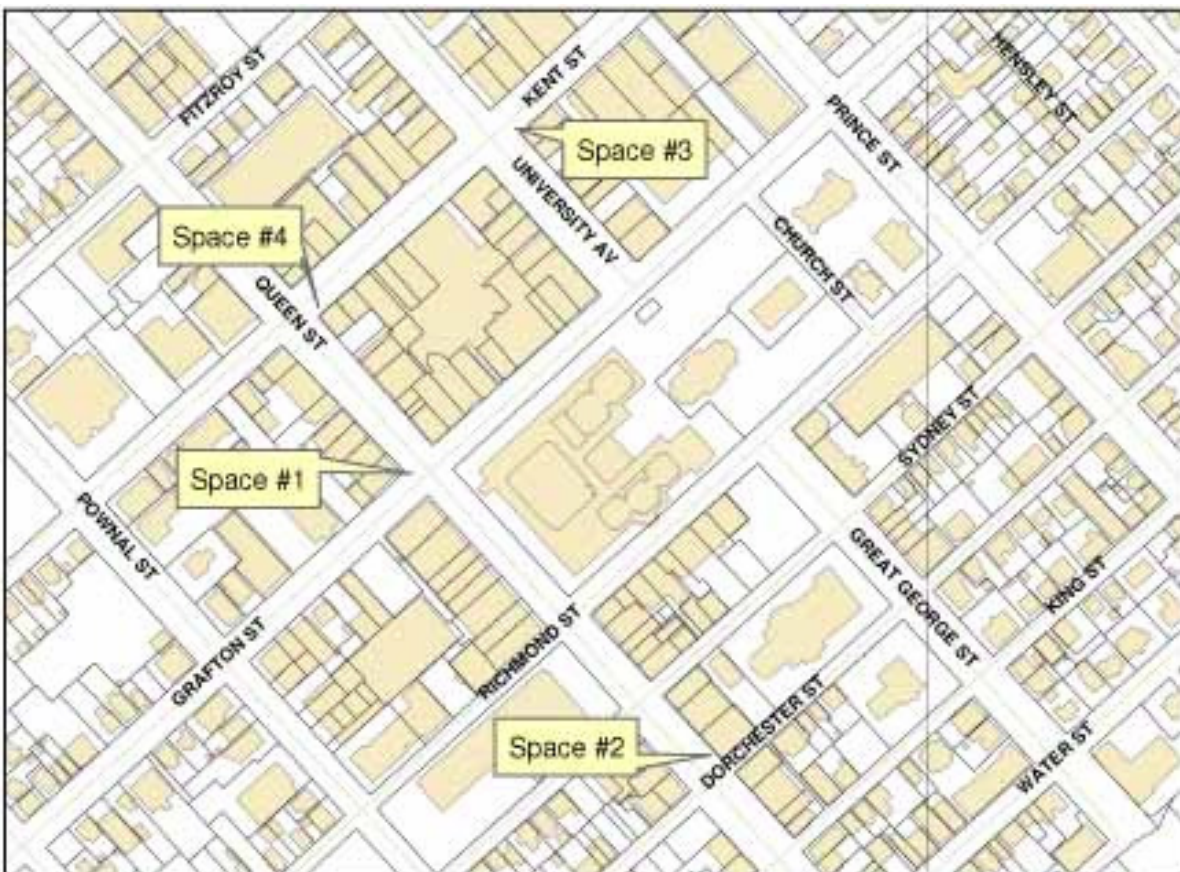 HENSLEY ST
FITZROY ST
KENT ST
PRINCE ST
Space #3
UNIVERSITY AV
Space #4
CHURCH ST
QUEEN ST
SYDNEY ST
Space #1
POWNAL ST
GREAT GEORGE ST
KING ST
GRAFTON ST
RICHMOND ST
Space #2
DORCHESTER ST
WATER ST